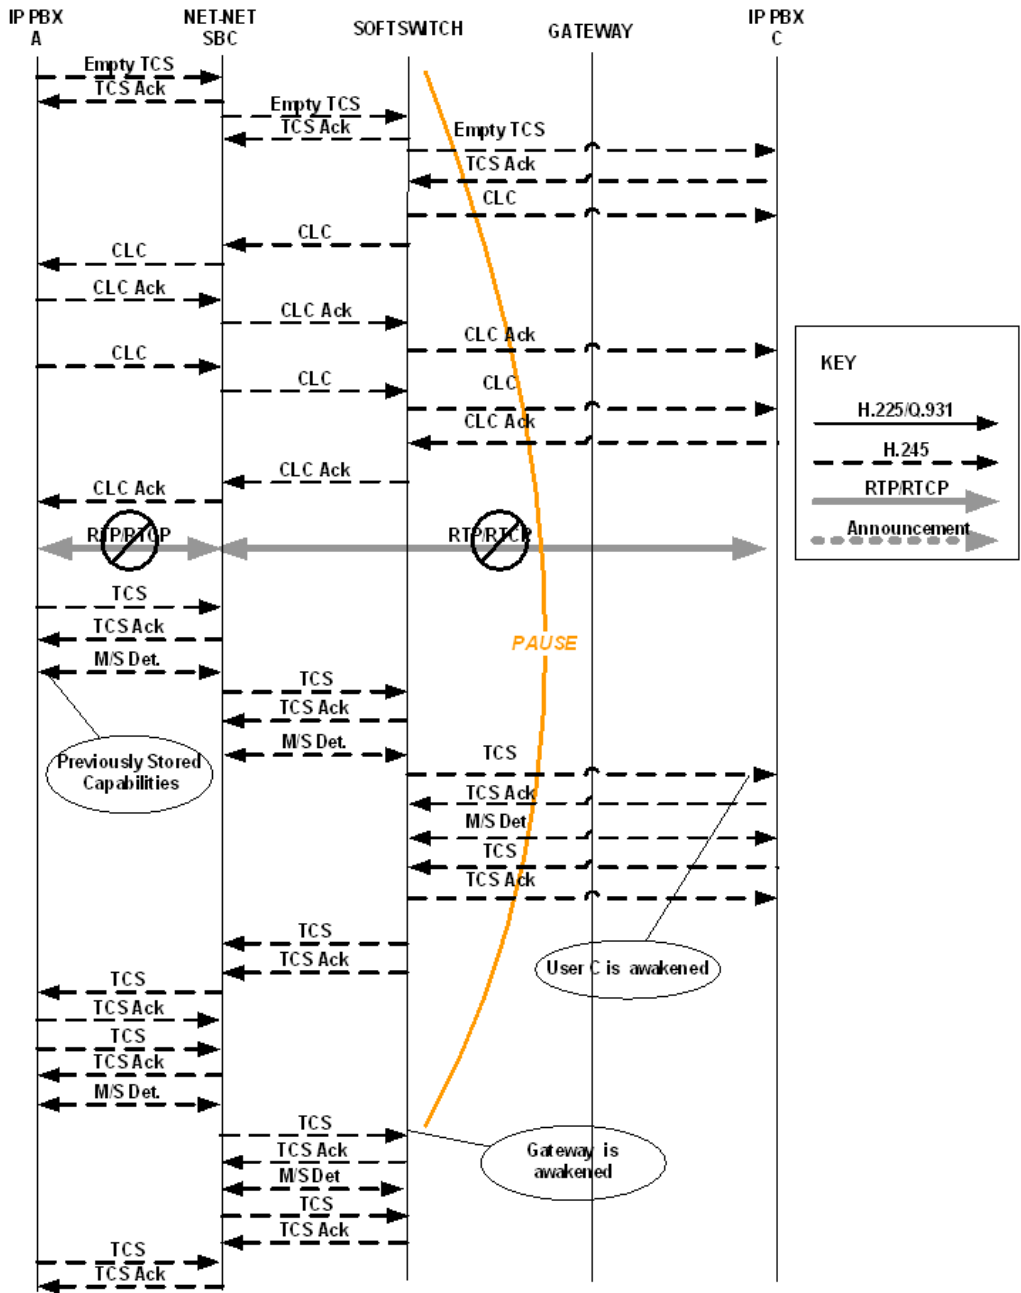 IP PBX
A
NET-NET
SBC
SOFTSWITCH
GATEWAY
IP PBX
C
Empty TCS
TCS Ack
Empty TCS
TCS Ack
Empty TCS
TCS Ack
CLC
CLC
CLC
CLC Ack
CLC Ack
CLC Ack
CLC
CLC
CLC
CLC Ack
CLC Ack
CLC Ack
RTP/RTCP
RTP/RTCP
KEY
H.225/Q.931
H.245
RTP/RTCP
Announcement
TCS
TCS Ack
M/S Det.
PAUSE
TCS
TCS Ack
M/S Det.
Previously Stored
Capabilities
TCS
TCS Ack
M/S Det
TCS
TCS Ack
User C is awakened
TCS
TCS Ack
TCS
TCS Ack
TCS
TCS Ack
M/S Det.
TCS
TCS Ack
M/S Det
TCS
TCS Ack
Gateway is
awakened
TCS
TCS Ack